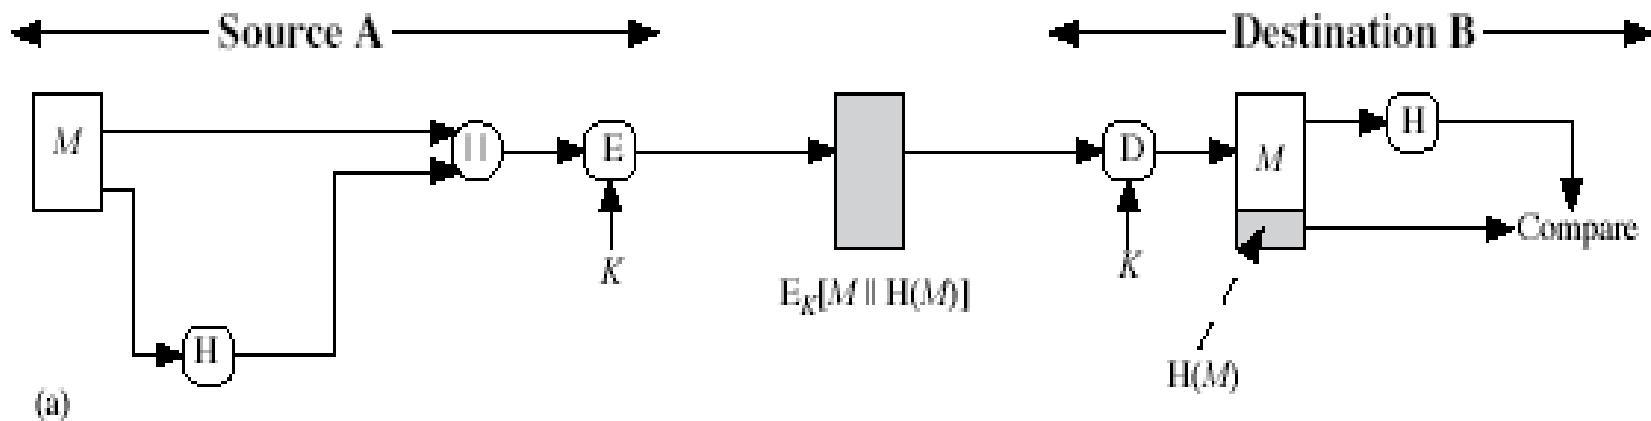 Source A
Destination B
M
||
E
D
M
H
Compare
K
K
E_K[M || H(M)]
H
H(M)
(a)